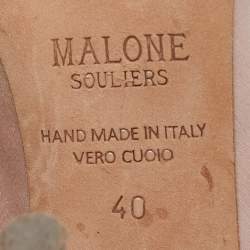 MALONE
SOULIERS
HAND MADE IN ITALY
VERO CUOIO
40